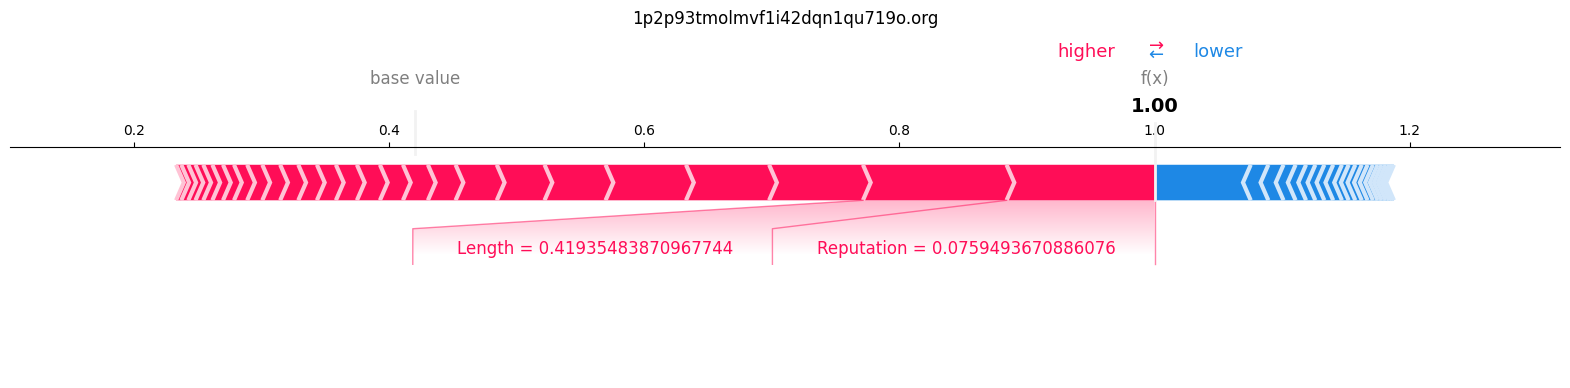 1p2p93tmolmvf1i42dqn1qu719o.org
higher → ← lower
base value f(x)
1.00
0.2 0.4 0.6 0.8 1.0 1.2
Length = 0.41935483870967744 Reputation = 0.0759493670886076